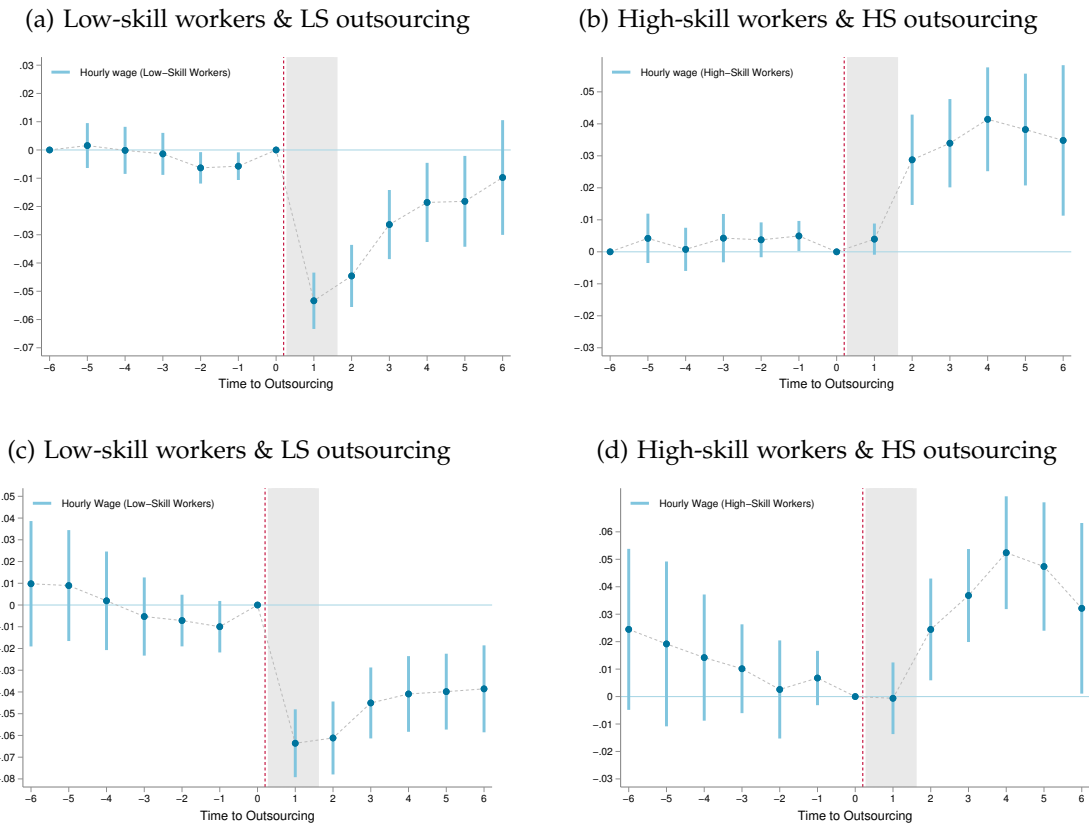 (a) Low-skill workers & LS outsourcing
Hourly wage (Low−Skill Workers)
.03
.02
.01
0
−.01
−.02
−.03
−.04
−.05
−.06
−.07
−6 −5 −4 −3 −2 −1 0 1 2 3 4 5 6
Time to Outsourcing
(b) High-skill workers & HS outsourcing
Hourly wage (High−Skill Workers)
.05
.04
.03
.02
.01
0
−.01
−.02
−.03
−6 −5 −4 −3 −2 −1 0 1 2 3 4 5 6
Time to Outsourcing
(c) Low-skill workers & LS outsourcing
Hourly Wage (Low−Skill Workers)
.05
.04
.03
.02
.01
0
.01
.02
.03
.04
.05
.06
.07
.08
−6 −5 −4 −3 −2 −1 0 1 2 3 4 5 6
Time to Outsourcing
(d) High-skill workers & HS outsourcing
Hourly Wage (High−Skill Workers)
.06
.05
.04
.03
.02
.01
0
−.01
−.02
−.03
−6 −5 −4 −3 −2 −1 0 1 2 3 4 5 6
Time to Outsourcing